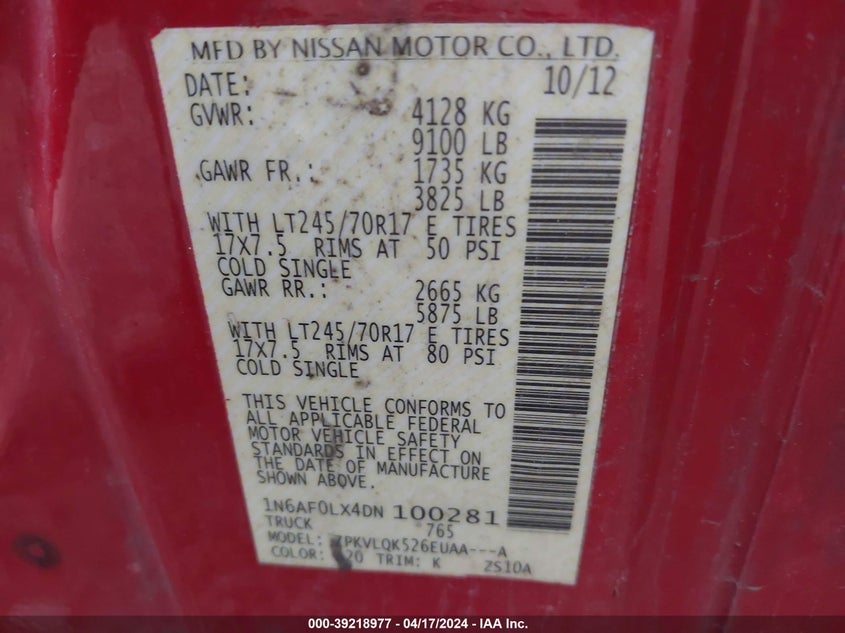 MFD BY NISSAN MOTOR CO., LTD.
DATE: 10/12
GVWR: 4128 KG
9100 LB
GAWR FR.: 1735 KG
3825 LB
WITH LT245/70R17 E TIRES
17X7.5 RIMS AT 50 PSI
COLD SINGLE
GAWR RR.: 2665 KG
5875 LB
WITH LT245/70R17 E TIRES
17X7.5 RIMS AT 80 PSI
COLD SINGLE
THIS VEHICLE CONFORMS TO
ALL APPLICABLE FEDERAL
MOTOR VEHICLE SAFETY
STANDARDS IN EFFECT ON
THE DATE OF MANUFACTURE
SHOWN ABOVE.
1N6AF0LX4DN 100281
TRUCK 765
MODEL: ZPKVLQK526EUAA---A
COLOR: TRIM: K ZS10A
000-39218977 - 04/17/2024 - IAA Inc.